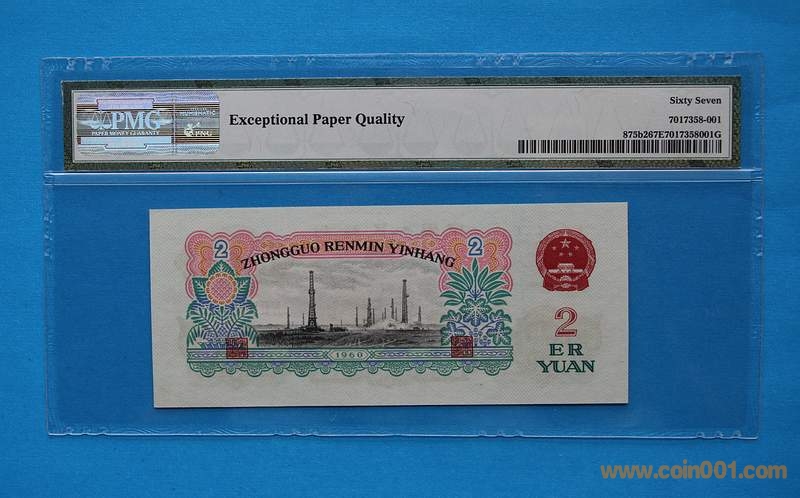 PMG
PAPER MONEY GUARANTY
PNG
Exceptional Paper Quality
Sixty Seven
7017358-001
875b267E7017358001G
2 2
ZHONGGUO RENMIN YINHANG
1960
2
ER
YUAN
www.coin001.com